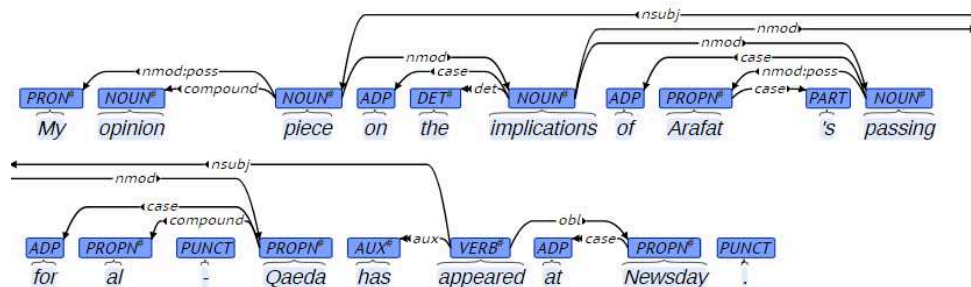 nsubj
nmod
nmod nmod
nmod:poss case case
compound case det nmod:poss case
PRON# NOUN# NOUN# ADP DET# NOUN# ADP PROPN# PART NOUN#
My opinion piece on the implications of Arafat 's passing
nsubj
nmod
case obl
compound aux case
ADP PROPN# PUNCT PROPN# AUX# VERB# ADP PROPN# PUNCT
for al - Qaeda has appeared at Newsday .